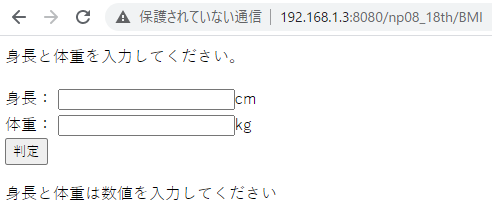 保護されていない通信 | 192.168.1.3:8080/np08_18th/BMI
身長と体重を入力してください。
身長： cm
体重： kg
判定
身長と体重は数値を入力してください